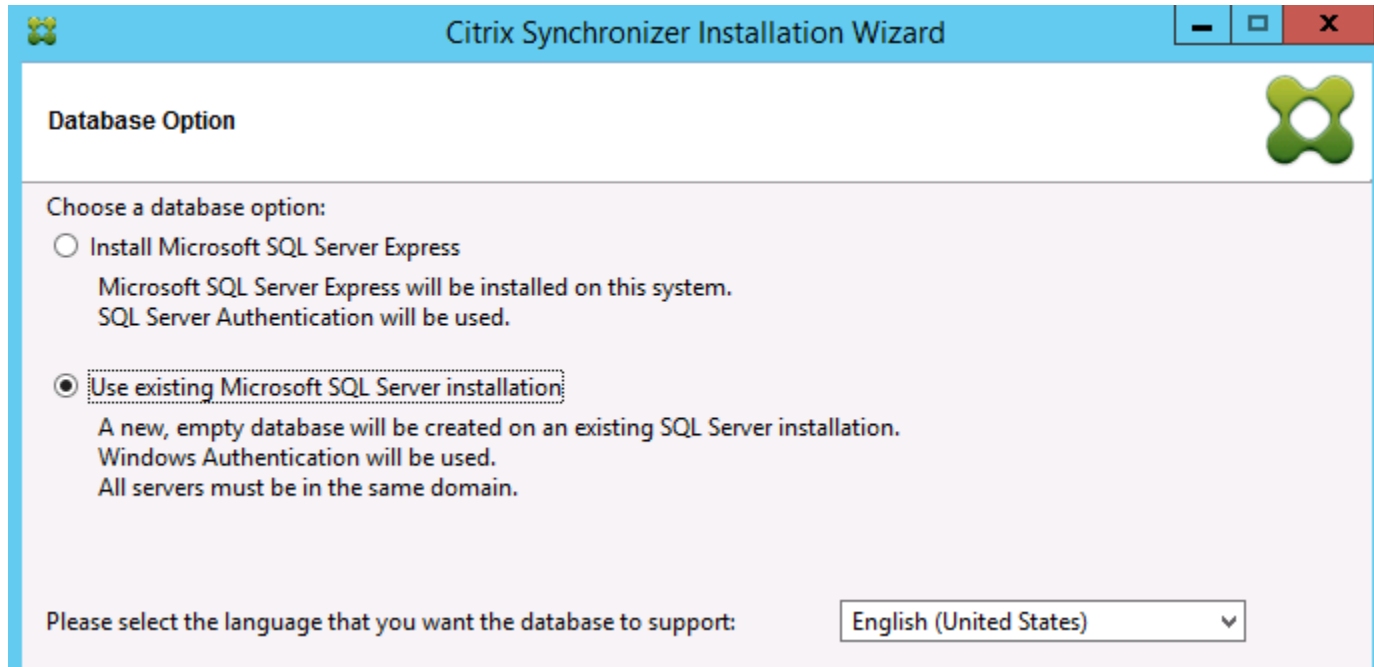 Citrix Synchronizer Installation Wizard
Database Option
Choose a database option:
Install Microsoft SQL Server Express
Microsoft SQL Server Express will be installed on this system.
SQL Server Authentication will be used.
Use existing Microsoft SQL Server installation
A new, empty database will be created on an existing SQL Server installation.
Windows Authentication will be used.
All servers must be in the same domain.
Please select the language that you want the database to support:
English (United States)